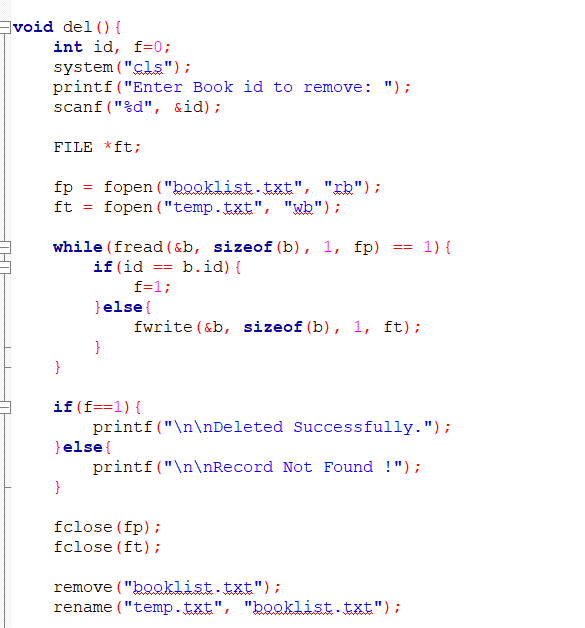 void del(){
int id, f=0;
system("cls");
printf("Enter Book id to remove: ");
scanf("%d", &id);
FILE *ft;
fp = fopen("booklist.txt", "rb");
ft = fopen("temp.txt", "wb");
while(fread(&b, sizeof(b), 1, fp) == 1){
if(id == b.id){
f=1;
}else{
fwrite(&b, sizeof(b), 1, ft);
}
}
if(f==1){
printf("\n\nDeleted Successfully.");
}else{
printf("\n\nRecord Not Found !");
}
fclose(fp);
fclose(ft);
remove("booklist.txt");
rename("temp.txt", "booklist.txt");